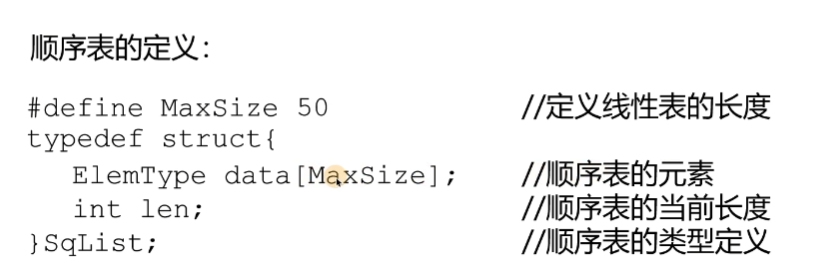 顺序表的定义：
#define MaxSize 50 //定义线性表的长度
typedef struct{
ElemType data[MaxSize]; //顺序表的元素
int len; //顺序表的当前长度
}SqList; //顺序表的类型定义